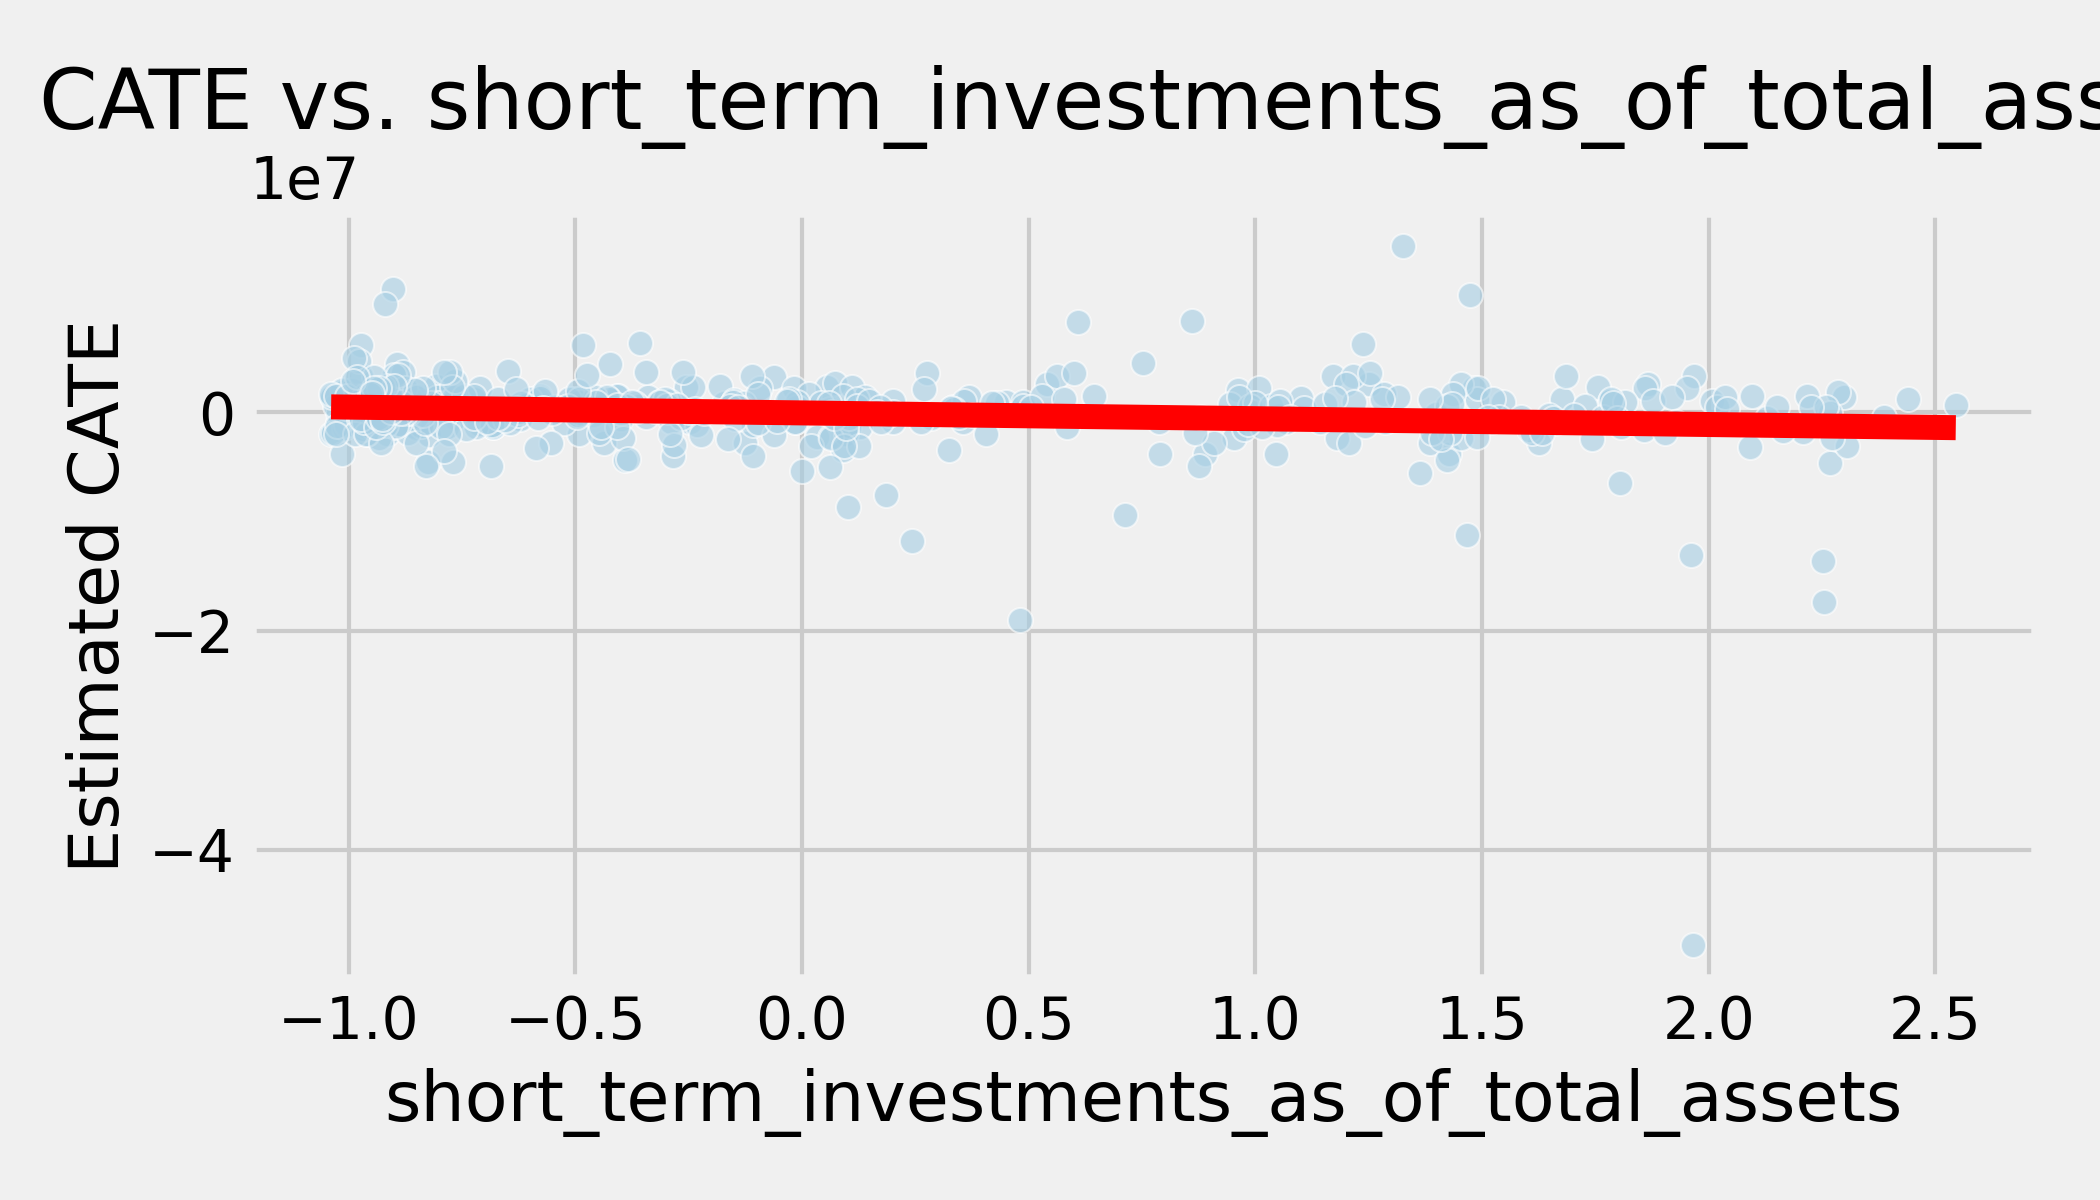 CATE vs. short_term_investments_as_of_total_ass
1e7
Estimated CATE
0
−2
−4
−1.0 −0.5 0.0 0.5 1.0 1.5 2.0 2.5
short_term_investments_as_of_total_assets